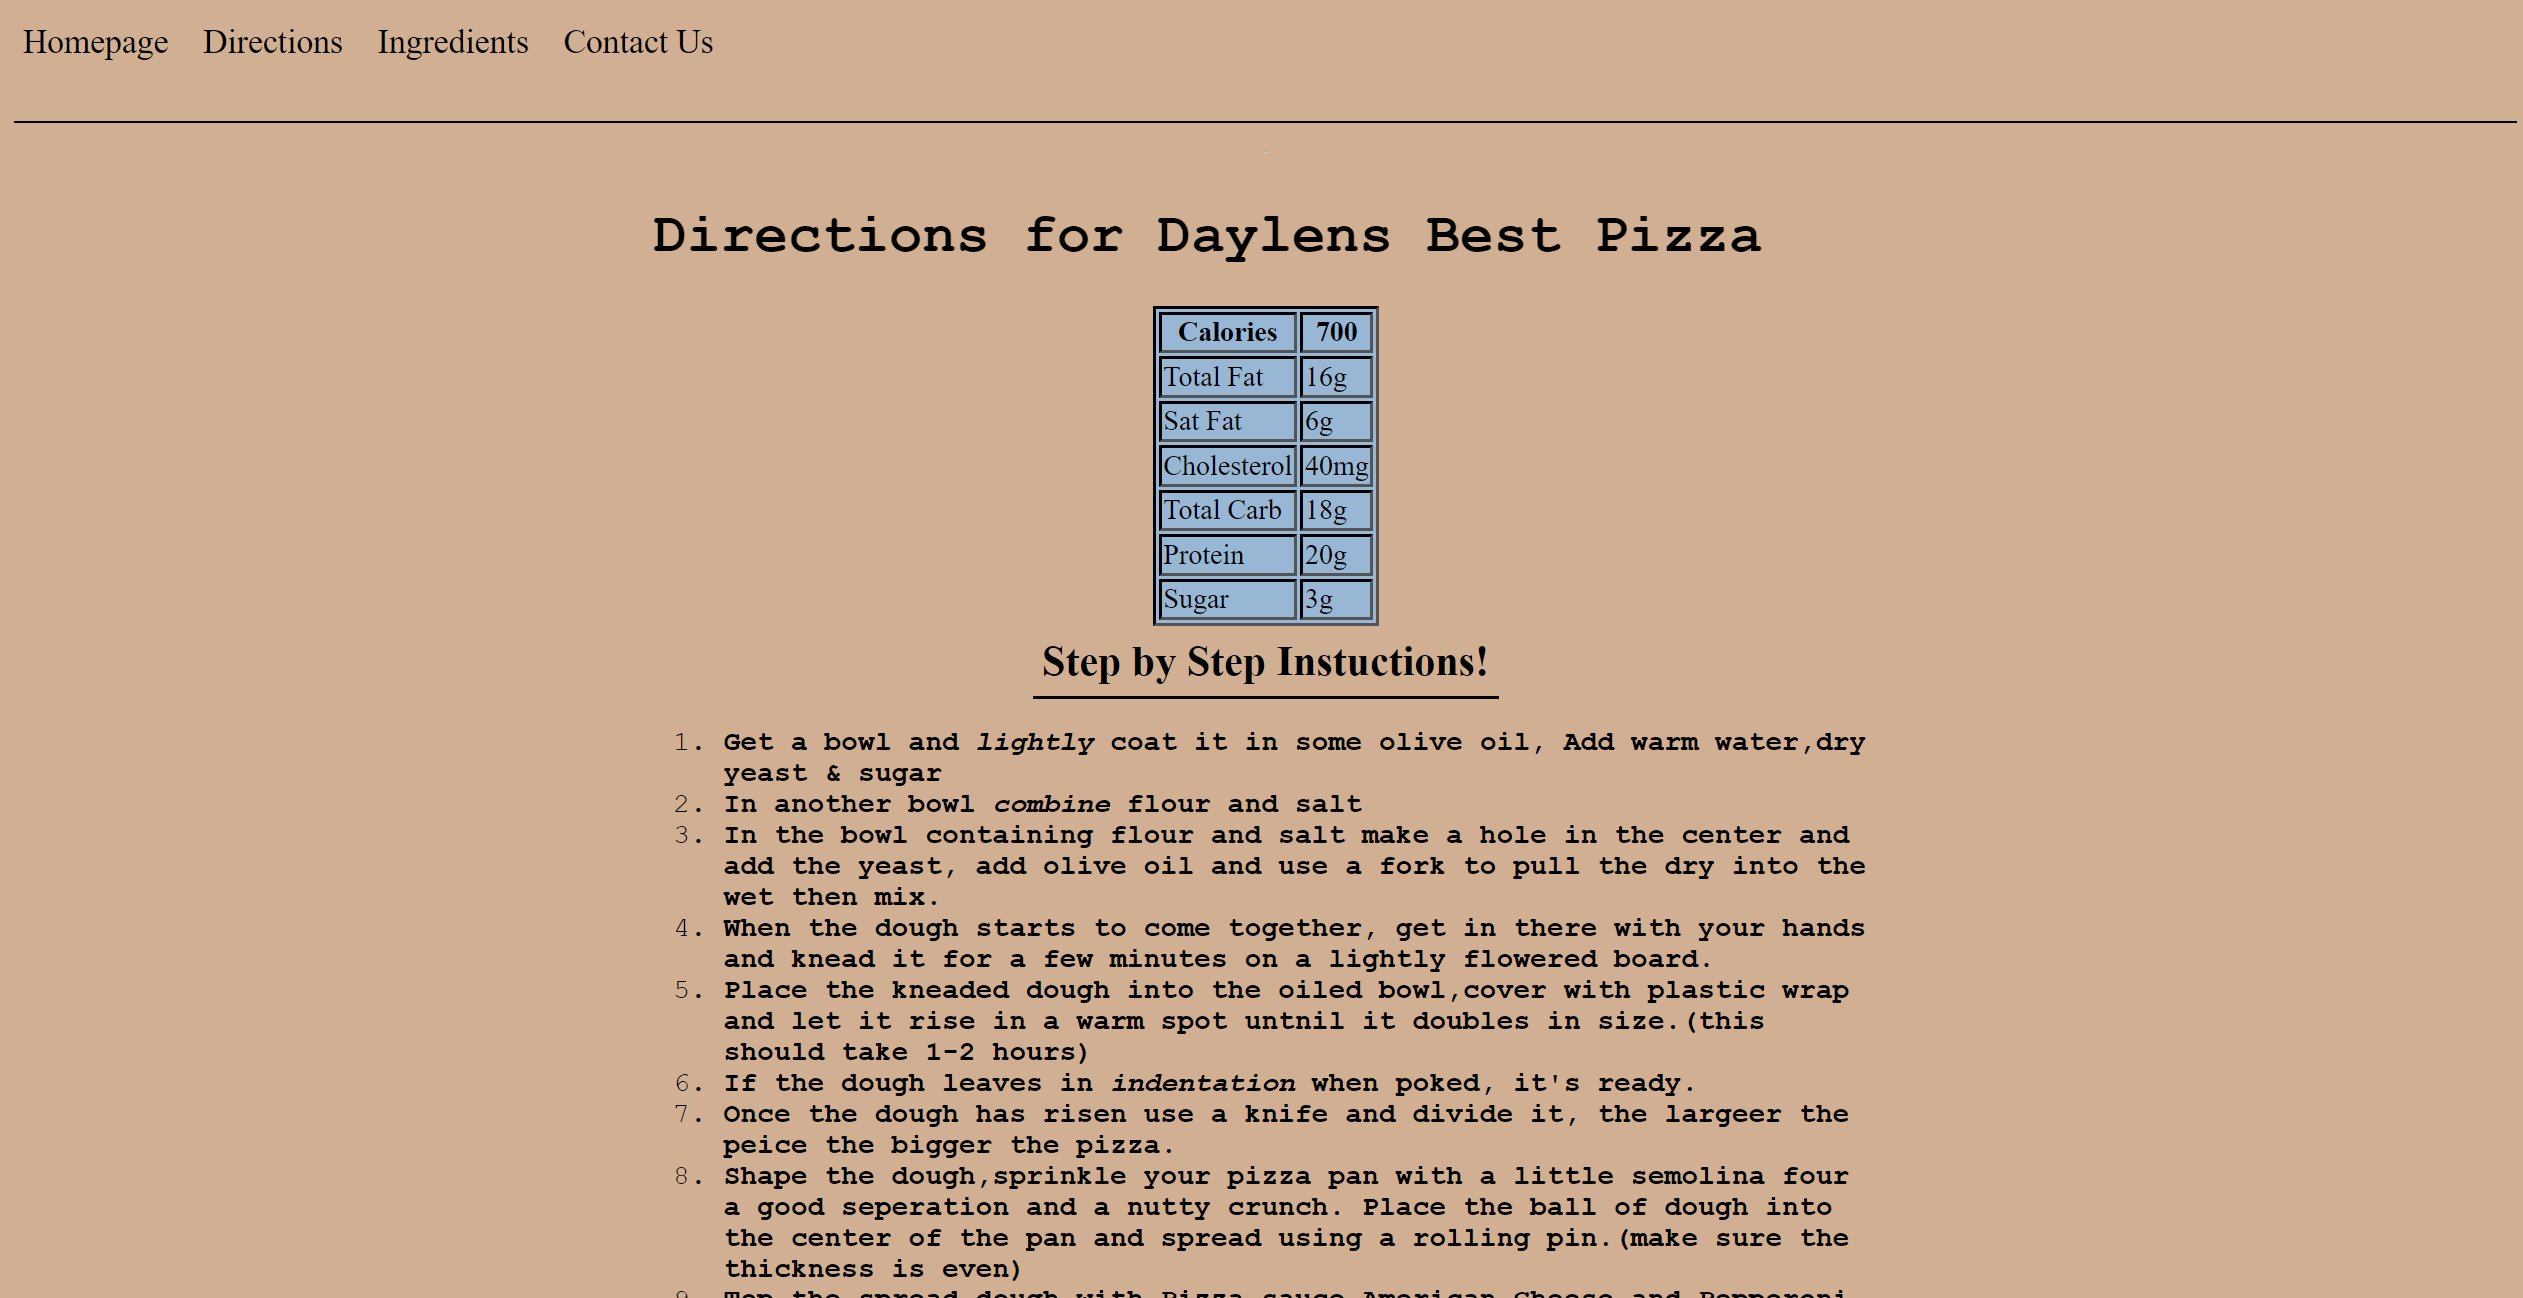 Homepage Directions Ingredients Contact Us
Directions for Daylens Best Pizza
Calories 700
Total Fat 16g
Sat Fat 6g
Cholesterol 40mg
Total Carb 18g
Protein 20g
Sugar 3g
Step by Step Instuctions!
1. Get a bowl and lightly coat it in some olive oil, Add warm water,dry
yeast & sugar
2. In another bowl combine flour and salt
3. In the bowl containing flour and salt make a hole in the center and
add the yeast, add olive oil and use a fork to pull the dry into the
wet then mix.
4. When the dough starts to come together, get in there with your hands
and knead it for a few minutes on a lightly flowered board.
5. Place the kneaded dough into the oiled bowl,cover with plastic wrap
and let it rise in a warm spot untnil it doubles in size.(this
should take 1-2 hours)
6. If the dough leaves in indentation when poked, it's ready.
7. Once the dough has risen use a knife and divide it, the largeer the
peice the bigger the pizza.
8. Shape the dough,sprinkle your pizza pan with a little semolina four
a good seperation and a nutty crunch. Place the ball of dough into
the center of the pan and spread using a rolling pin.(make sure the
thickness is even)
9. Top the spread dough with Pizza sauce American Cheese and Pepperoni